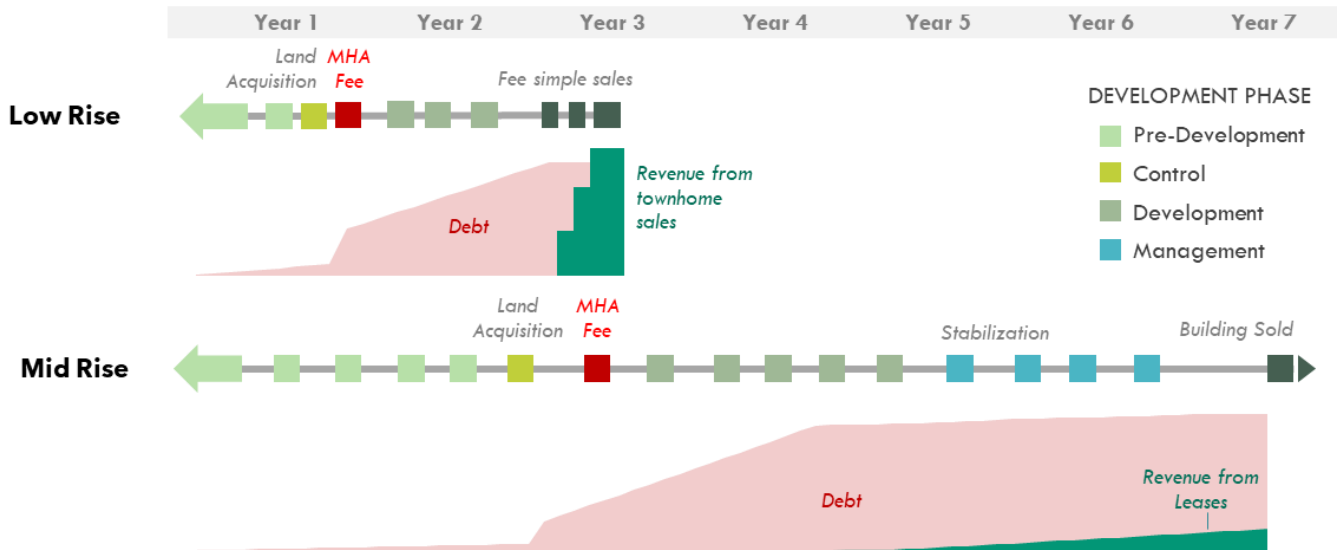 Year 1 Year 2 Year 3 Year 4 Year 5 Year 6 Year 7
Land
Acquisition
MHA
Fee
Fee simple sales
Low Rise
Revenue from
townhome
sales
Debt
DEVELOPMENT PHASE
Pre-Development
Control
Development
Management
Land
Acquisition
MHA
Fee
Stabilization
Building Sold
Mid Rise
Debt
Revenue from
Leases